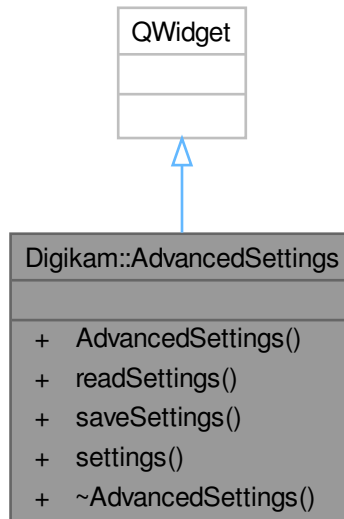 QWidget
Digikam::AdvancedSettings
+ AdvancedSettings()
+ readSettings()
+ saveSettings()
+ settings()
+ ~AdvancedSettings()